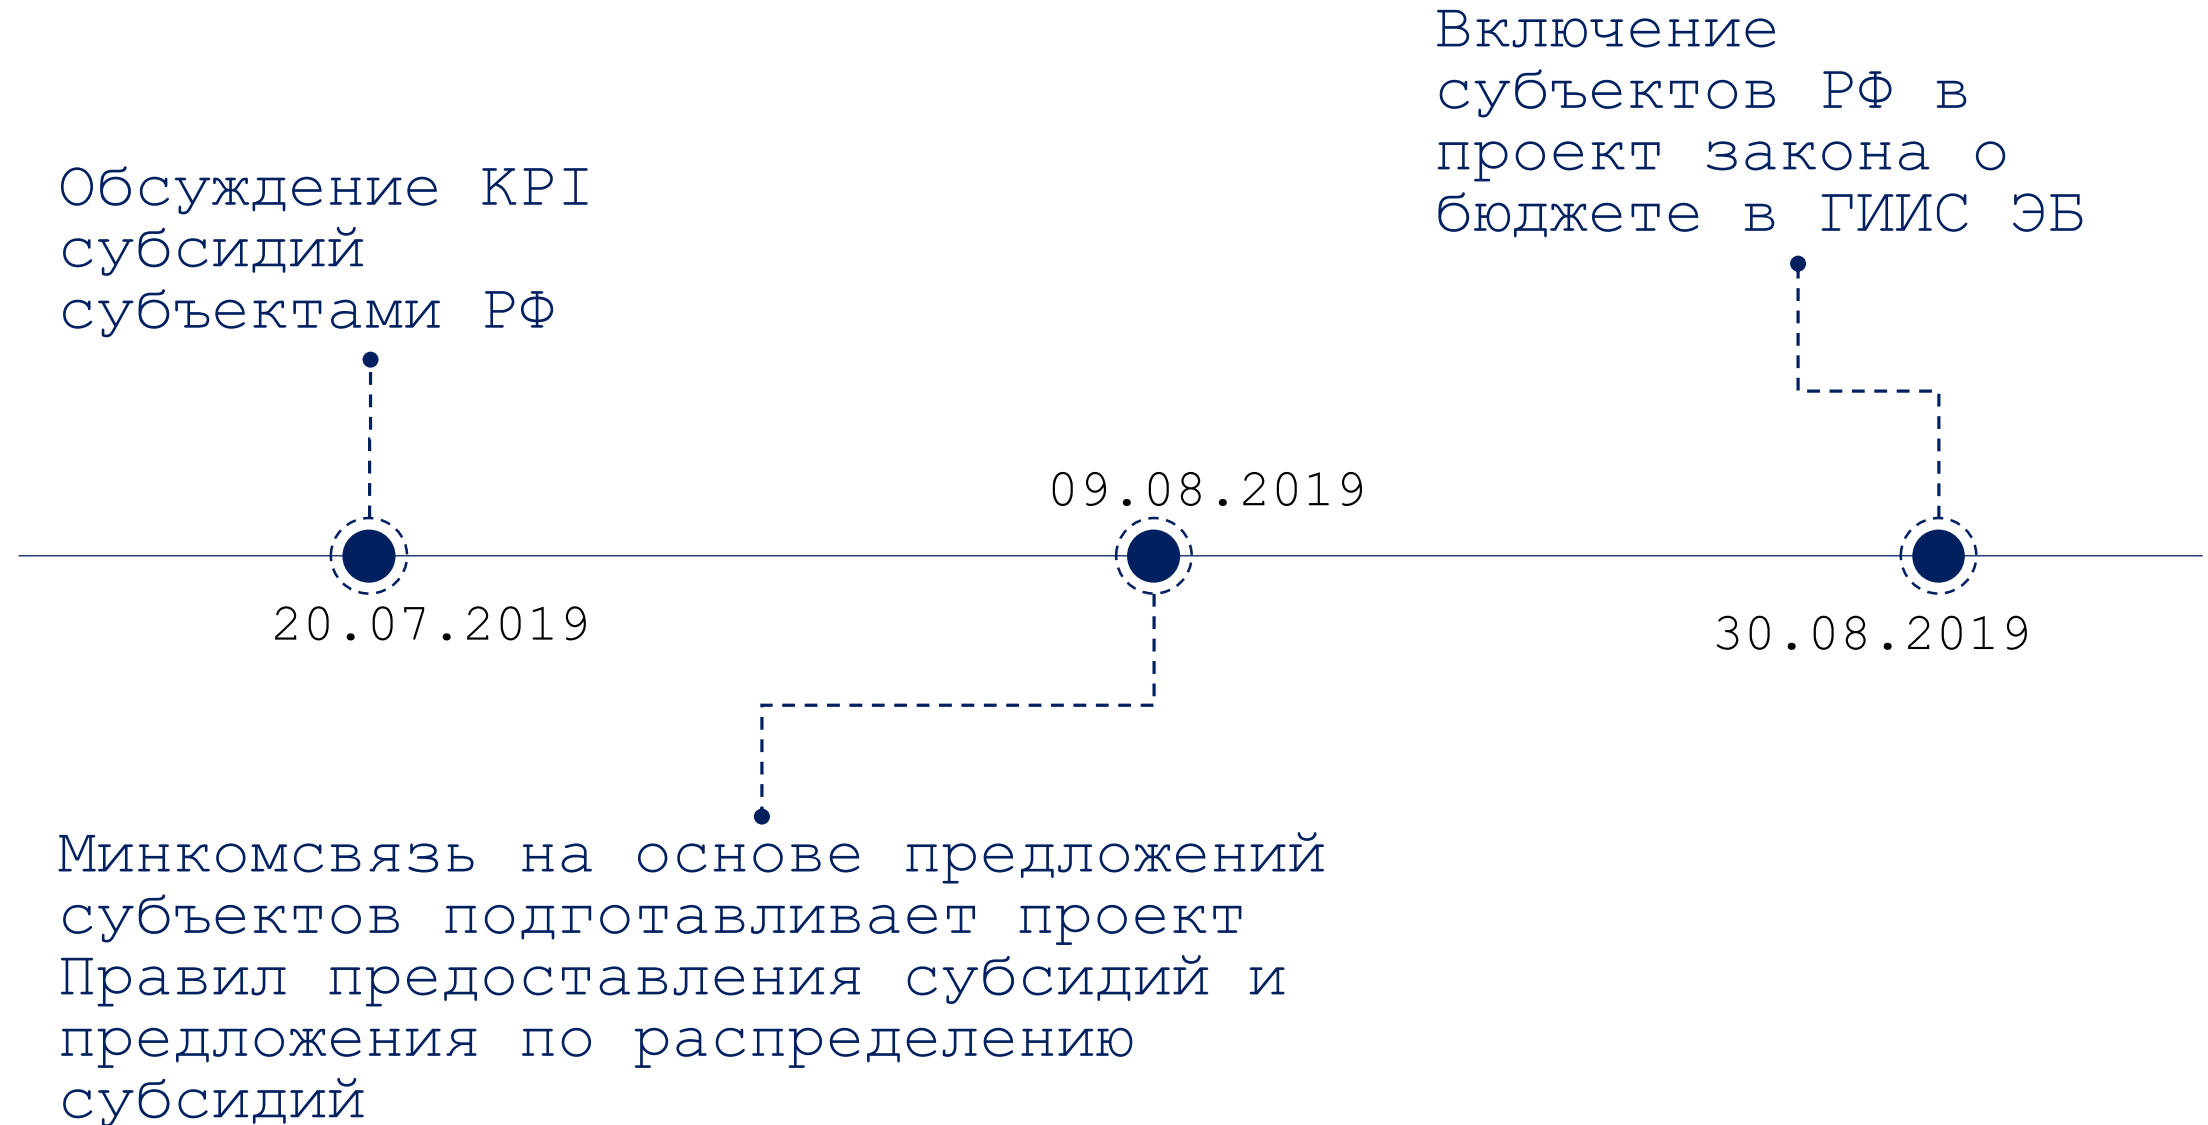 Обсуждение KPI
субсидий
субъектами РФ
20.07.2019
09.08.2019
Минкомсвязь на основе предложений
субъектов подготавливает проект
Правил предоставления субсидий и
предложения по распределению
субсидий
Включение
субъектов РФ в
проект закона о
бюджете в ГИИС ЭБ
30.08.2019